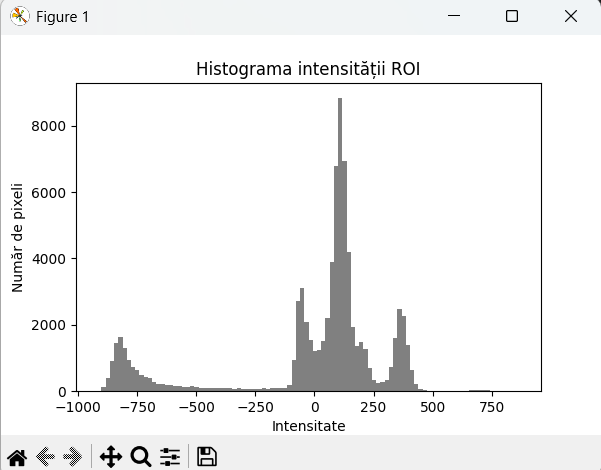 Figure 1
Histograma intensității ROI
8000
6000
4000
2000
0
Număr de pixeli
−1000 −750 −500 −250 0 250 500 750
Intensitate